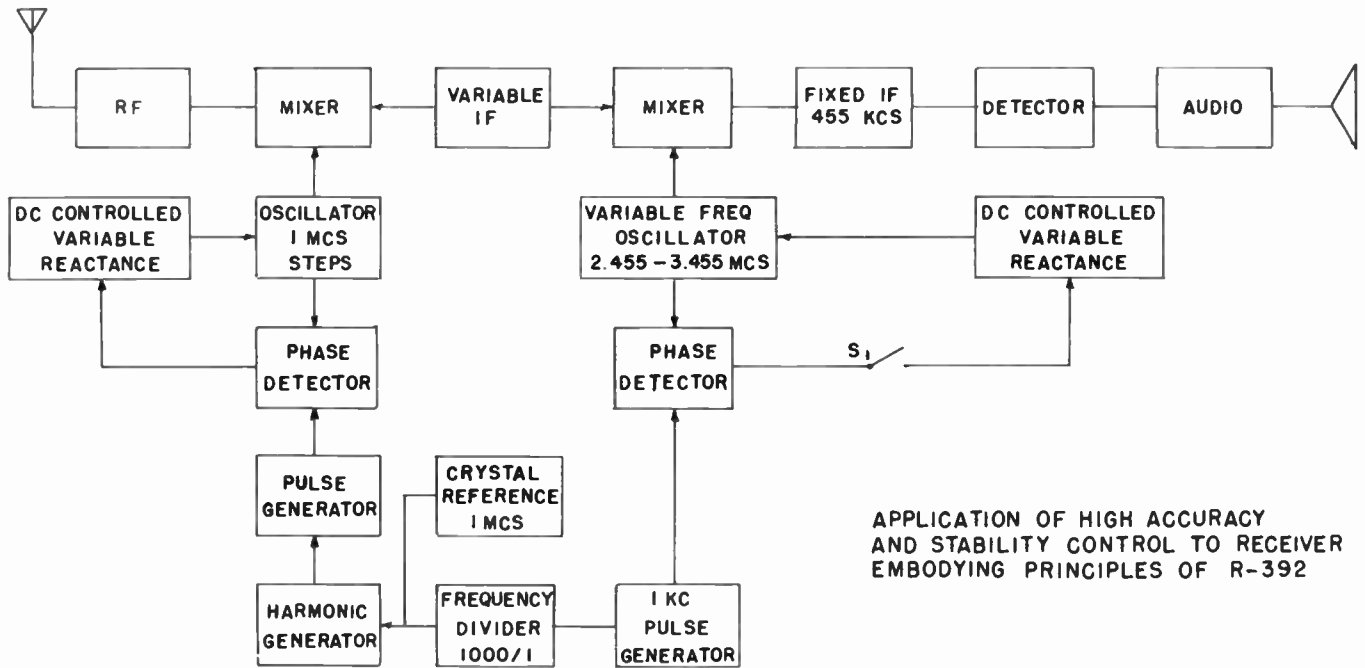 RF
MIXER
VARIABLE
IF
MIXER
FIXED IF
455 KCS
DETECTOR
AUDIO
DC CONTROLLED
VARIABLE
REACTANCE
OSCILLATOR
1 MCS
STEPS
VARIABLE FREQ
OSCILLATOR
2.455-3.455 MCS
DC CONTROLLED
VARIABLE
REACTANCE
PHASE
DETECTOR
PHASE
DETECTOR
S1
PULSE
GENERATOR
CRYSTAL
REFERENCE
1 MCS
HARMONIC
GENERATOR
FREQUENCY
DIVIDER
1000/1
1 KC
PULSE
GENERATOR
APPLICATION OF HIGH ACCURACY
AND STABILITY CONTROL TO RECEIVER
EMBODYING PRINCIPLES OF R-392